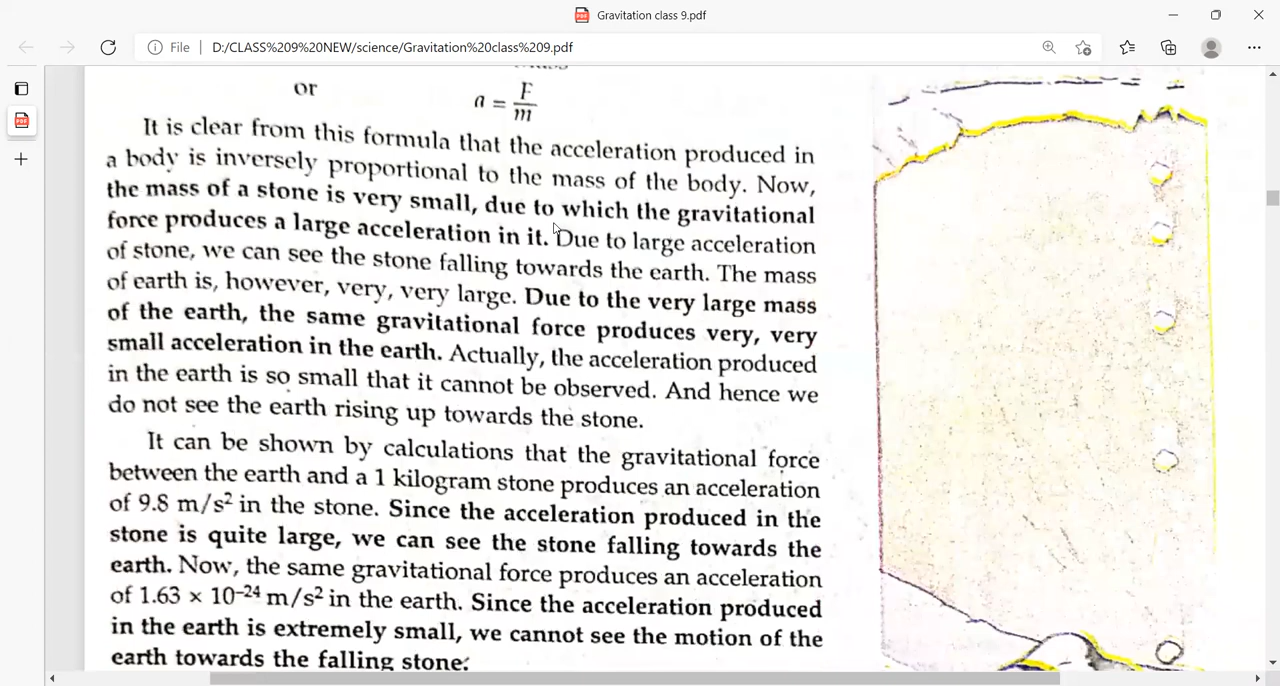 Gravitation class 9.pdf
File | D:/CLASS%209%20NEW/science/Gravitation%20class%209.pdf
or a = F/m
It is clear from this formula that the acceleration produced in
a body is inversely proportional to the mass of the body. Now,
the mass of a stone is very small, due to which the gravitational
force produces a large acceleration in it. Due to large acceleration
of stone, we can see the stone falling towards the earth. The mass
of earth is, however, very, very large. Due to the very large mass
of the earth, the same gravitational force produces very, very
small acceleration in the earth. Actually, the acceleration produced
in the earth is so small that it cannot be observed. And hence we
do not see the earth rising up towards the stone.
It can be shown by calculations that the gravitational force
between the earth and a 1 kilogram stone produces an acceleration
of 9.8 m/s² in the stone. Since the acceleration produced in the
stone is quite large, we can see the stone falling towards the
earth. Now, the same gravitational force produces an acceleration
of 1.63 × 10⁻²⁴ m/s² in the earth. Since the acceleration produced
in the earth is extremely small, we cannot see the motion of the
earth towards the falling stone.